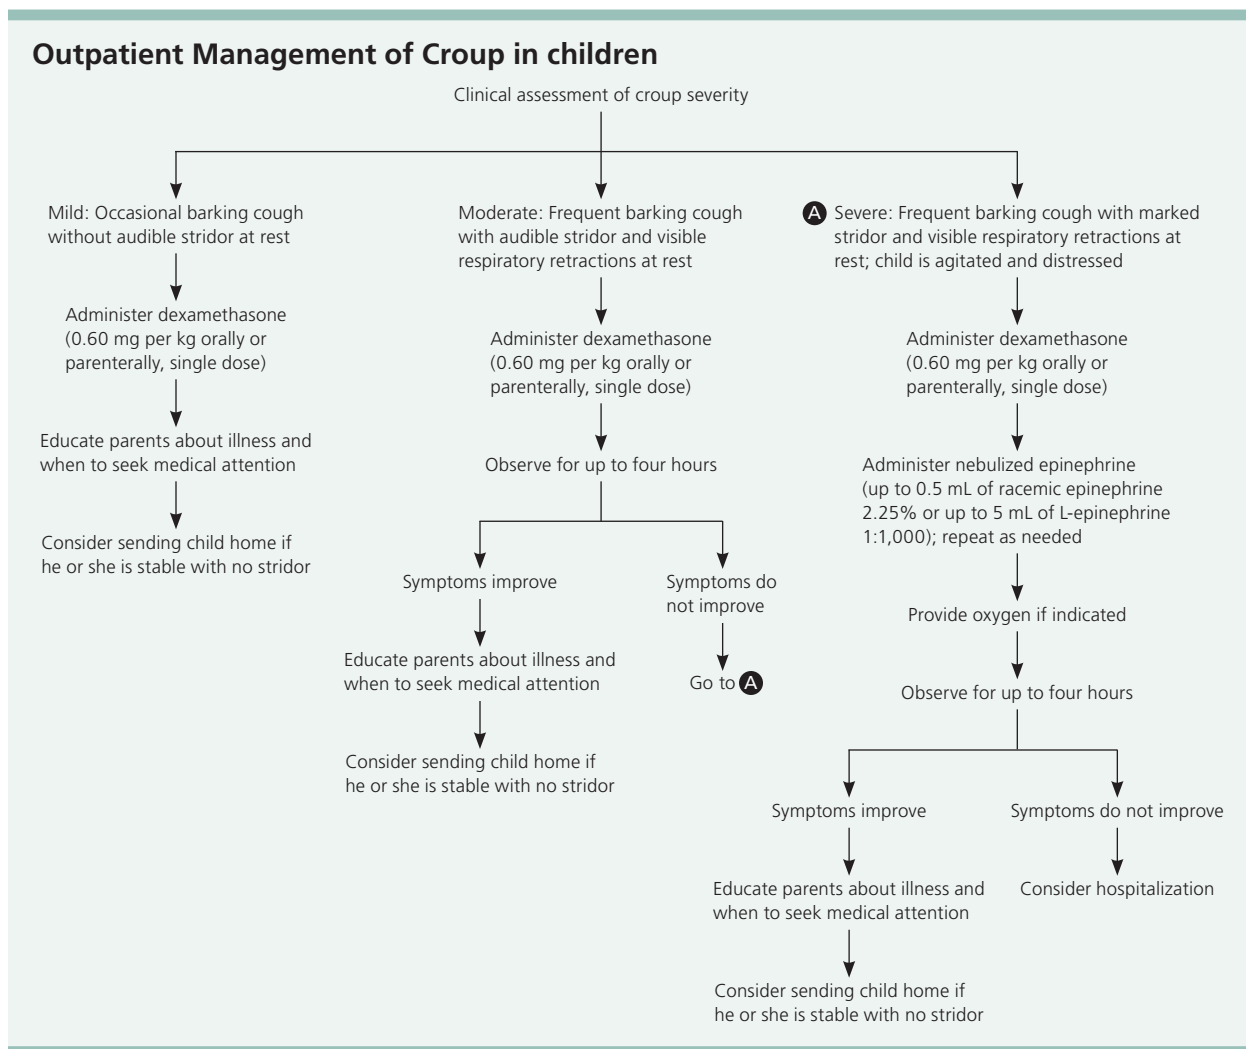 Outpatient Management of Croup in children
Clinical assessment of croup severity
Mild: Occasional barking cough
without audible stridor at rest
Administer dexamethasone
(0.60 mg per kg orally or
parenterally, single dose)
Educate parents about illness and
when to seek medical attention
Consider sending child home if
he or she is stable with no stridor
Moderate: Frequent barking cough
with audible stridor and visible
respiratory retractions at rest
Administer dexamethasone
(0.60 mg per kg orally or
parenterally, single dose)
Observe for up to four hours
Symptoms improve
Educate parents about illness and
when to seek medical attention
Consider sending child home if
he or she is stable with no stridor
Symptoms do
not improve
Go to A
A Severe: Frequent barking cough with marked
stridor and visible respiratory retractions at
rest; child is agitated and distressed
Administer dexamethasone
(0.60 mg per kg orally or
parenterally, single dose)
Administer nebulized epinephrine
(up to 0.5 mL of racemic epinephrine
2.25% or up to 5 mL of L-epinephrine
1:1,000); repeat as needed
Provide oxygen if indicated
Observe for up to four hours
Symptoms improve
Educate parents about illness and
when to seek medical attention
Consider sending child home if
he or she is stable with no stridor
Symptoms do not improve
Consider hospitalization